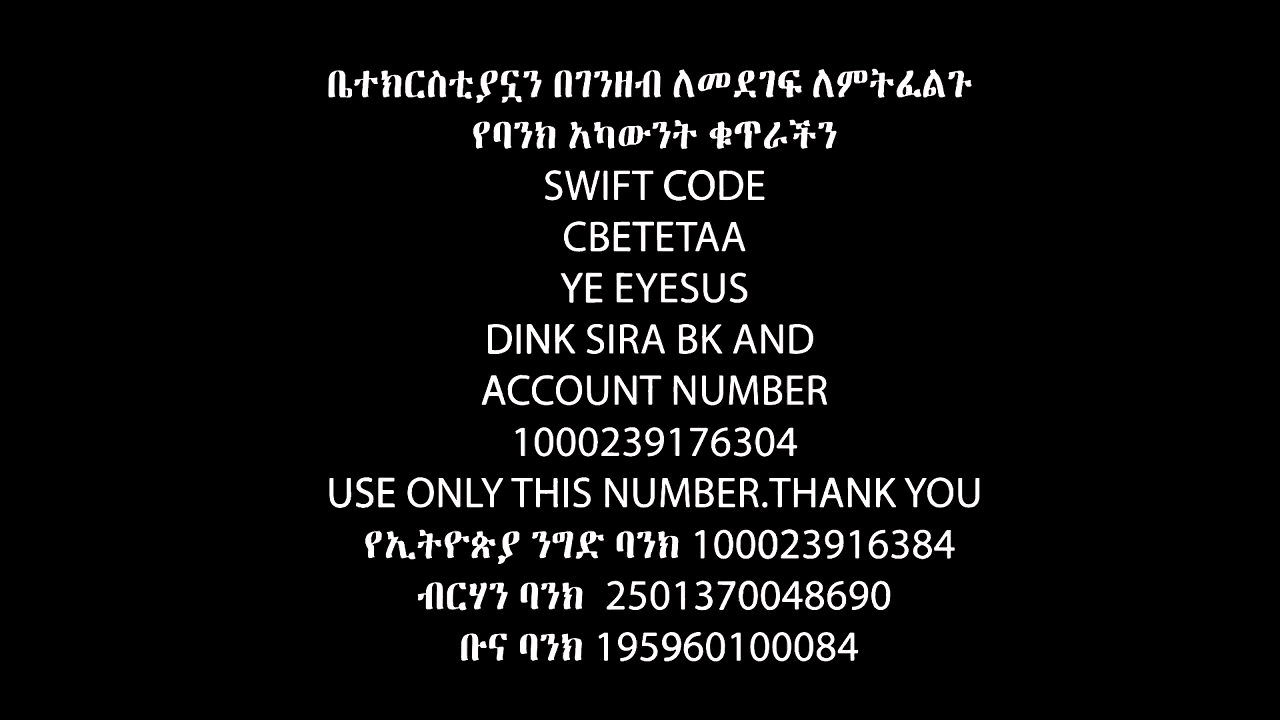 ቤተክርስቲያኗን በገንዘብ ለመደገፍ ለምትፈልጉ
የባንክ አካውንት ቁጥራችን
SWIFT CODE
CBETETAA
YE EYESUS
DINK SIRA BK AND
ACCOUNT NUMBER
1000239176304
USE ONLY THIS NUMBER.THANK YOU
የኢትዮጵያ ንግድ ባንክ 100023916384
ብርሃን ባንክ 2501370048690
ቡና ባንክ 195960100084